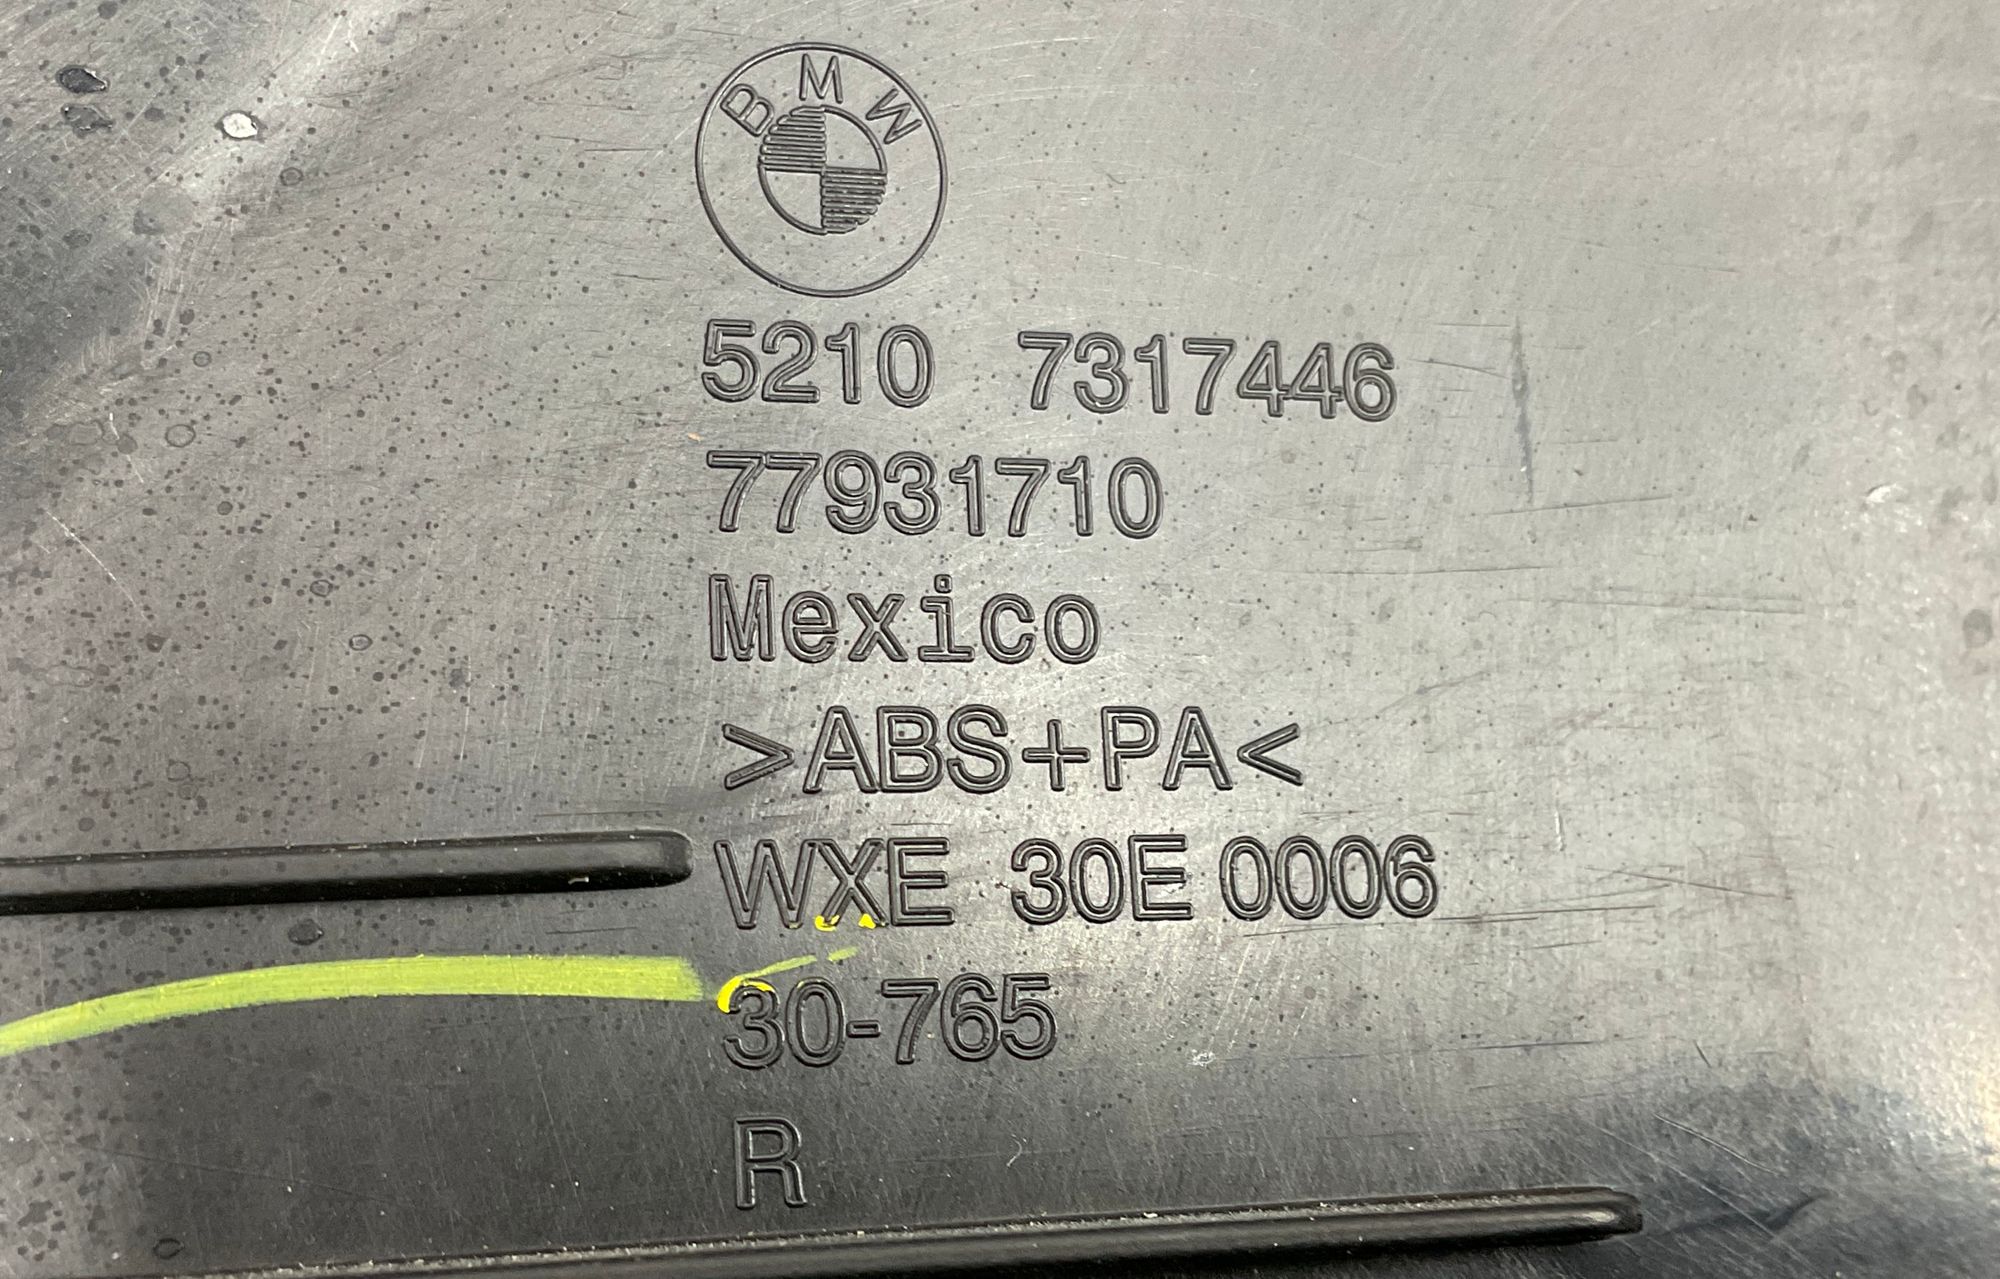 BMW
5210 7317446
77931710
Mexico
>ABS+PA<
WXE 30E 0006
30-765
R